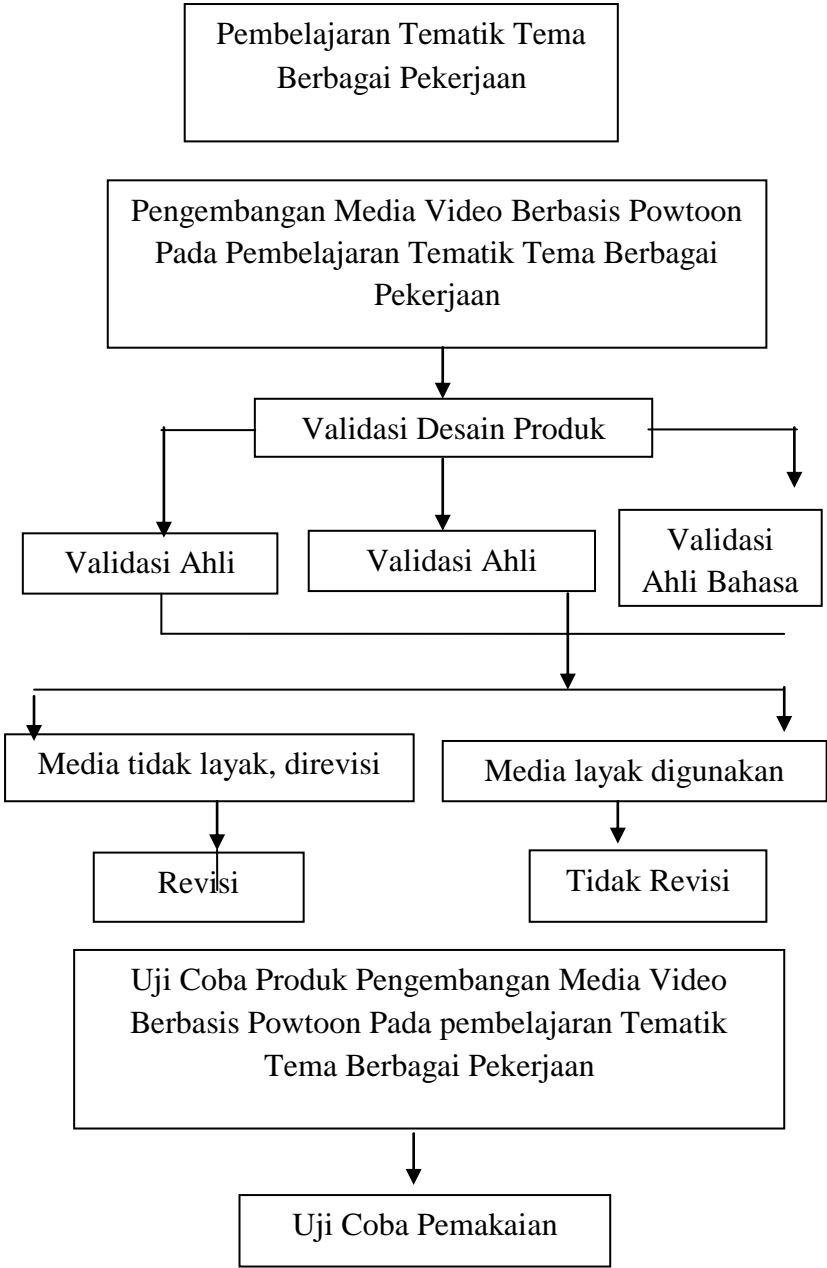 Pembelajaran Tematik Tema
Berbagai Pekerjaan
Pengembangan Media Video Berbasis Powtoon
Pada Pembelajaran Tematik Tema Berbagai
Pekerjaan
Validasi Desain Produk
Validasi Ahli
Validasi Ahli
Validasi
Ahli Bahasa
Media tidak layak, direvisi
Media layak digunakan
Revisi
Tidak Revisi
Uji Coba Produk Pengembangan Media Video
Berbasis Powtoon Pada pembelajaran Tematik
Tema Berbagai Pekerjaan
Uji Coba Pemakaian